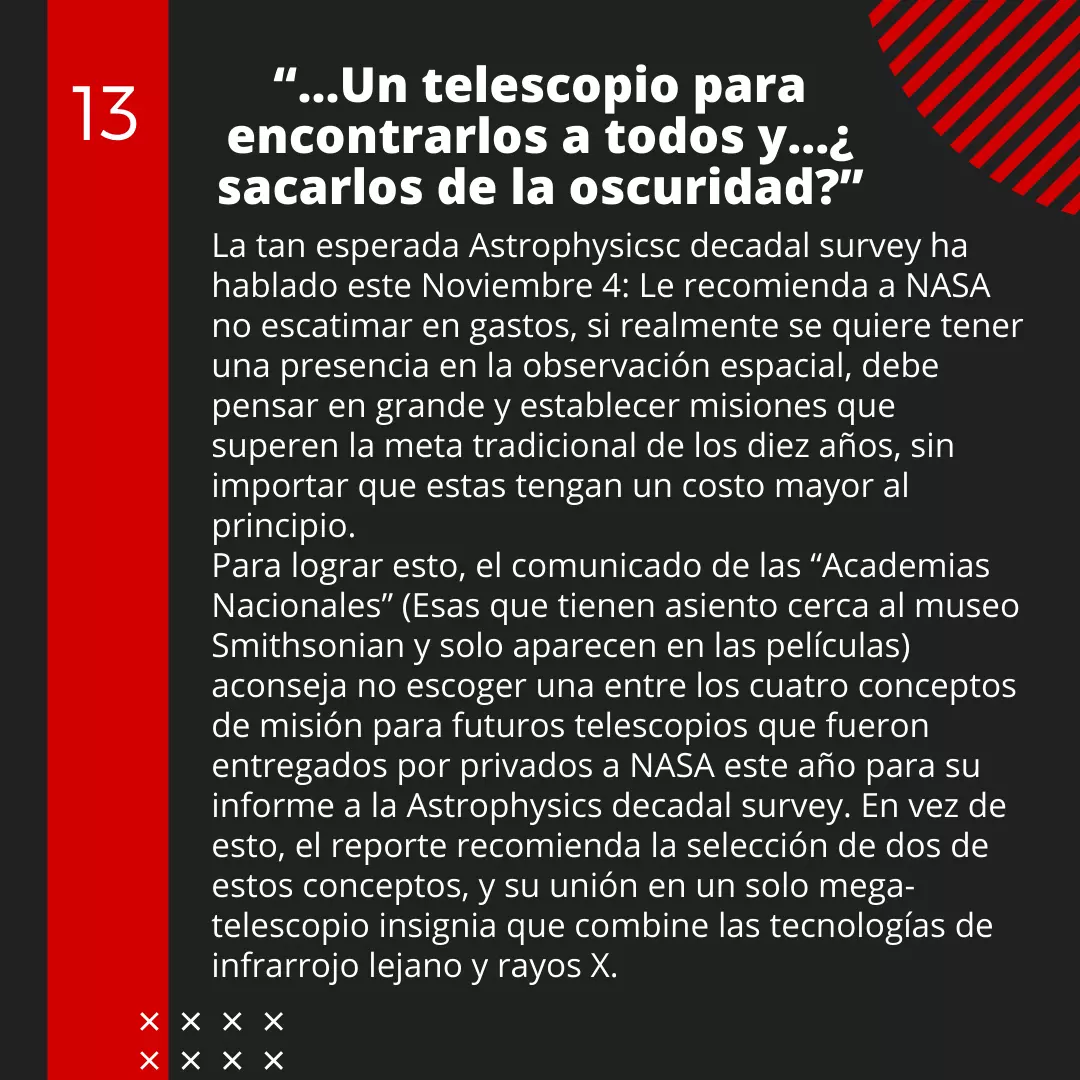 13
“...Un telescopio para
encontrarlos a todos y...¿
sacarlos de la oscuridad?”
La tan esperada Astrophysicsc decadal survey ha
hablado este Noviembre 4: Le recomienda a NASA
no escatimar en gastos, si realmente se quiere tener
una presencia en la observación espacial, debe
pensar en grande y establecer misiones que
superen la meta tradicional de los diez años, sin
importar que estas tengan un costo mayor al
principio.
Para lograr esto, el comunicado de las “Academias
Nacionales” (Esas que tienen asiento cerca al museo
Smithsonian y solo aparecen en las películas)
aconseja no escoger una entre los cuatro conceptos
de misión para futuros telescopios que fueron
entregados por privados a NASA este año para su
informe a la Astrophysics decadal survey. En vez de
esto, el reporte recomienda la selección de dos de
estos conceptos, y su unión en un solo mega-
telescopio insignia que combine las tecnologías de
infrarrojo lejano y rayos X.